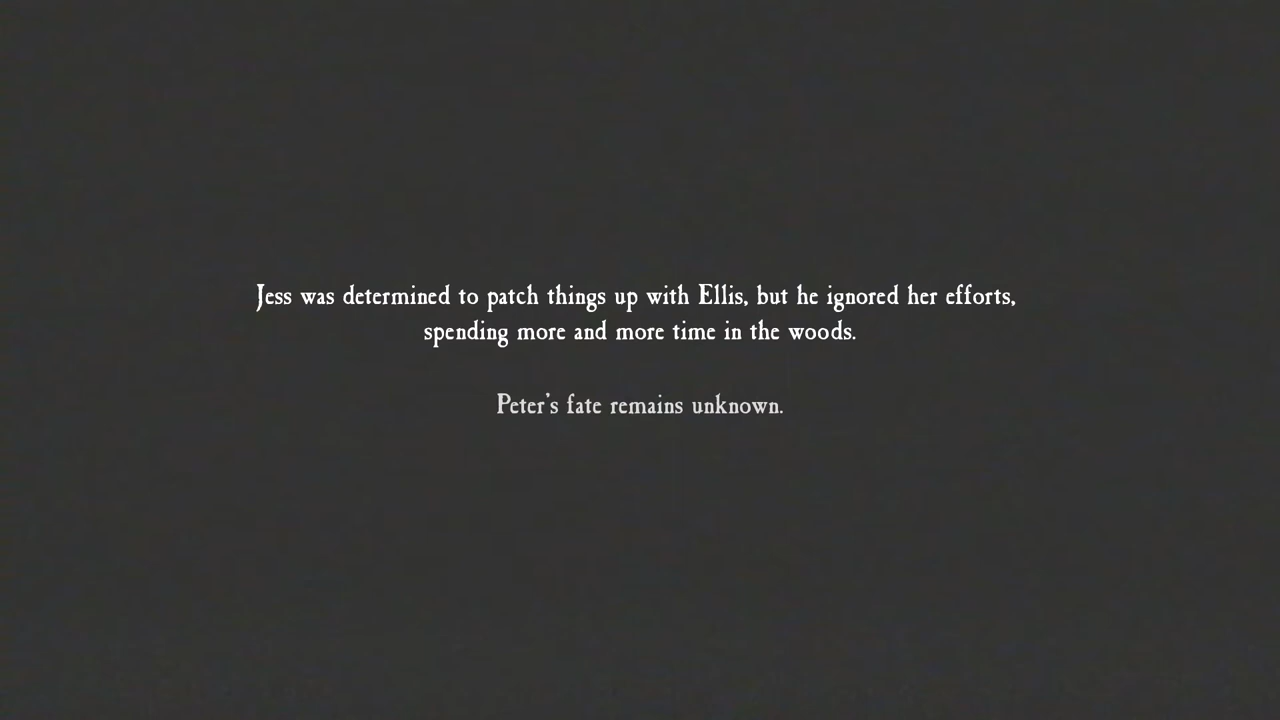 Jess was determined to patch things up with Ellis, but he ignored her efforts,
spending more and more time in the woods.
Peter's fate remains unknown.